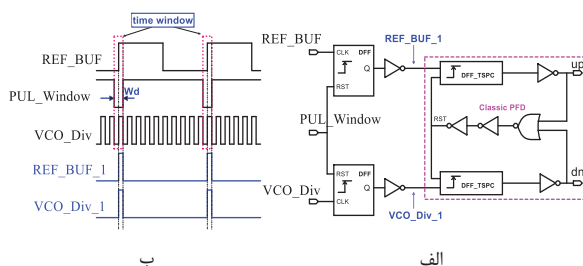 time window
REF_BUF
PUL_Window
Wd
VCO_Div
REF_BUF_1
VCO_Div_1
ب
REF_BUF
REF_BUF_1
CLK
DFF
Q
RST
DFF_TSPC
up
Classic PFD
PUL_Window
RST
RST
DFF
Q
CLK
VCO_Div
DFF_TSPC
dn
VCO_Div_1
الف